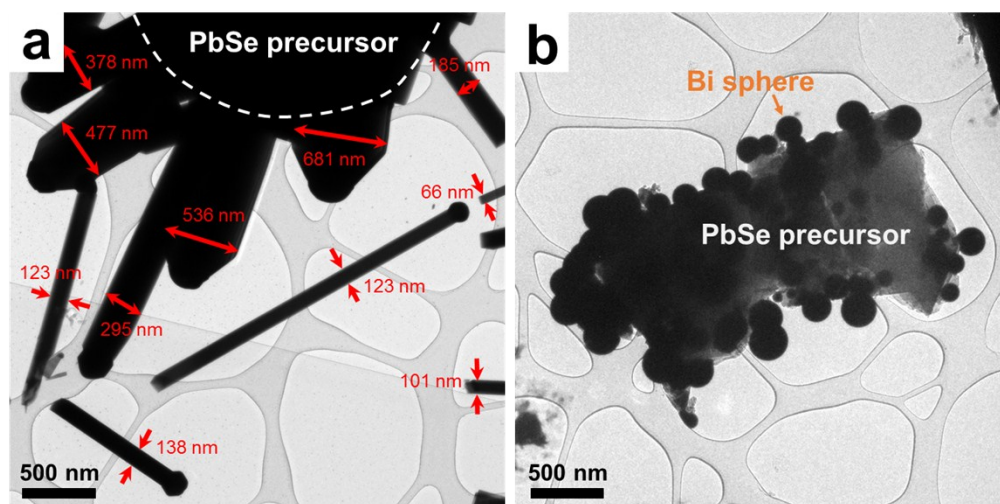 a
PbSe precursor
378 nm
185 nm
477 nm
681 nm
66 nm
536 nm
123 nm
123 nm
295 nm
101 nm
138 nm
500 nm
b
Bi sphere
PbSe precursor
500 nm